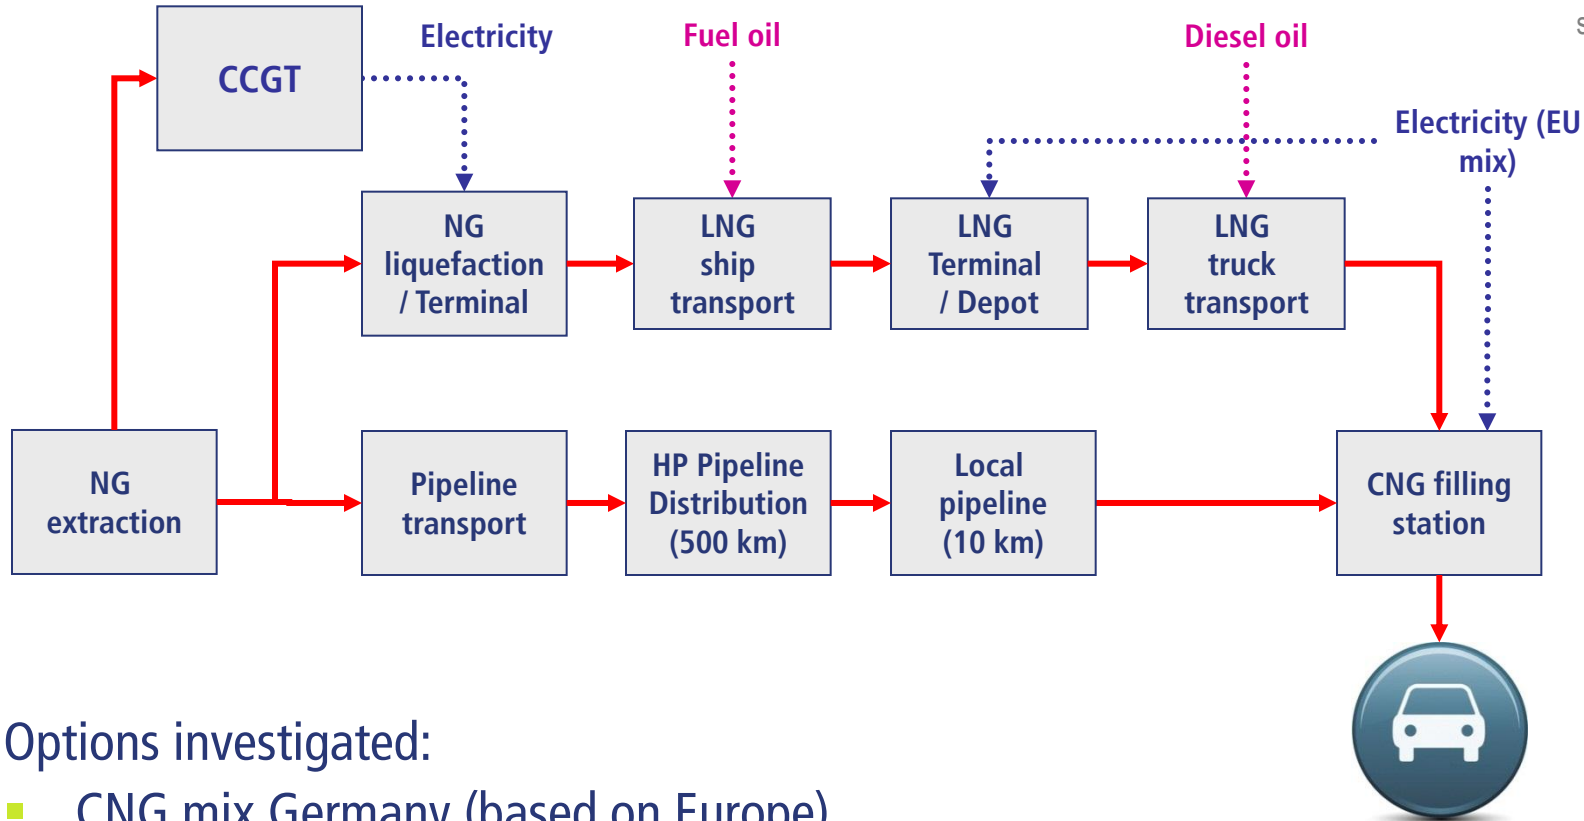 Electricity
Fuel oil
Diesel oil
S
CCGT
Electricity (EU
mix)
NG
liquefaction
/ Terminal
LNG
ship
transport
LNG
Terminal
/ Depot
LNG
truck
transport
NG
extraction
Pipeline
transport
HP Pipeline
Distribution
(500 km)
Local
pipeline
(10 km)
CNG filling
station
Options investigated:
CNG mix Germany (based on Europe)